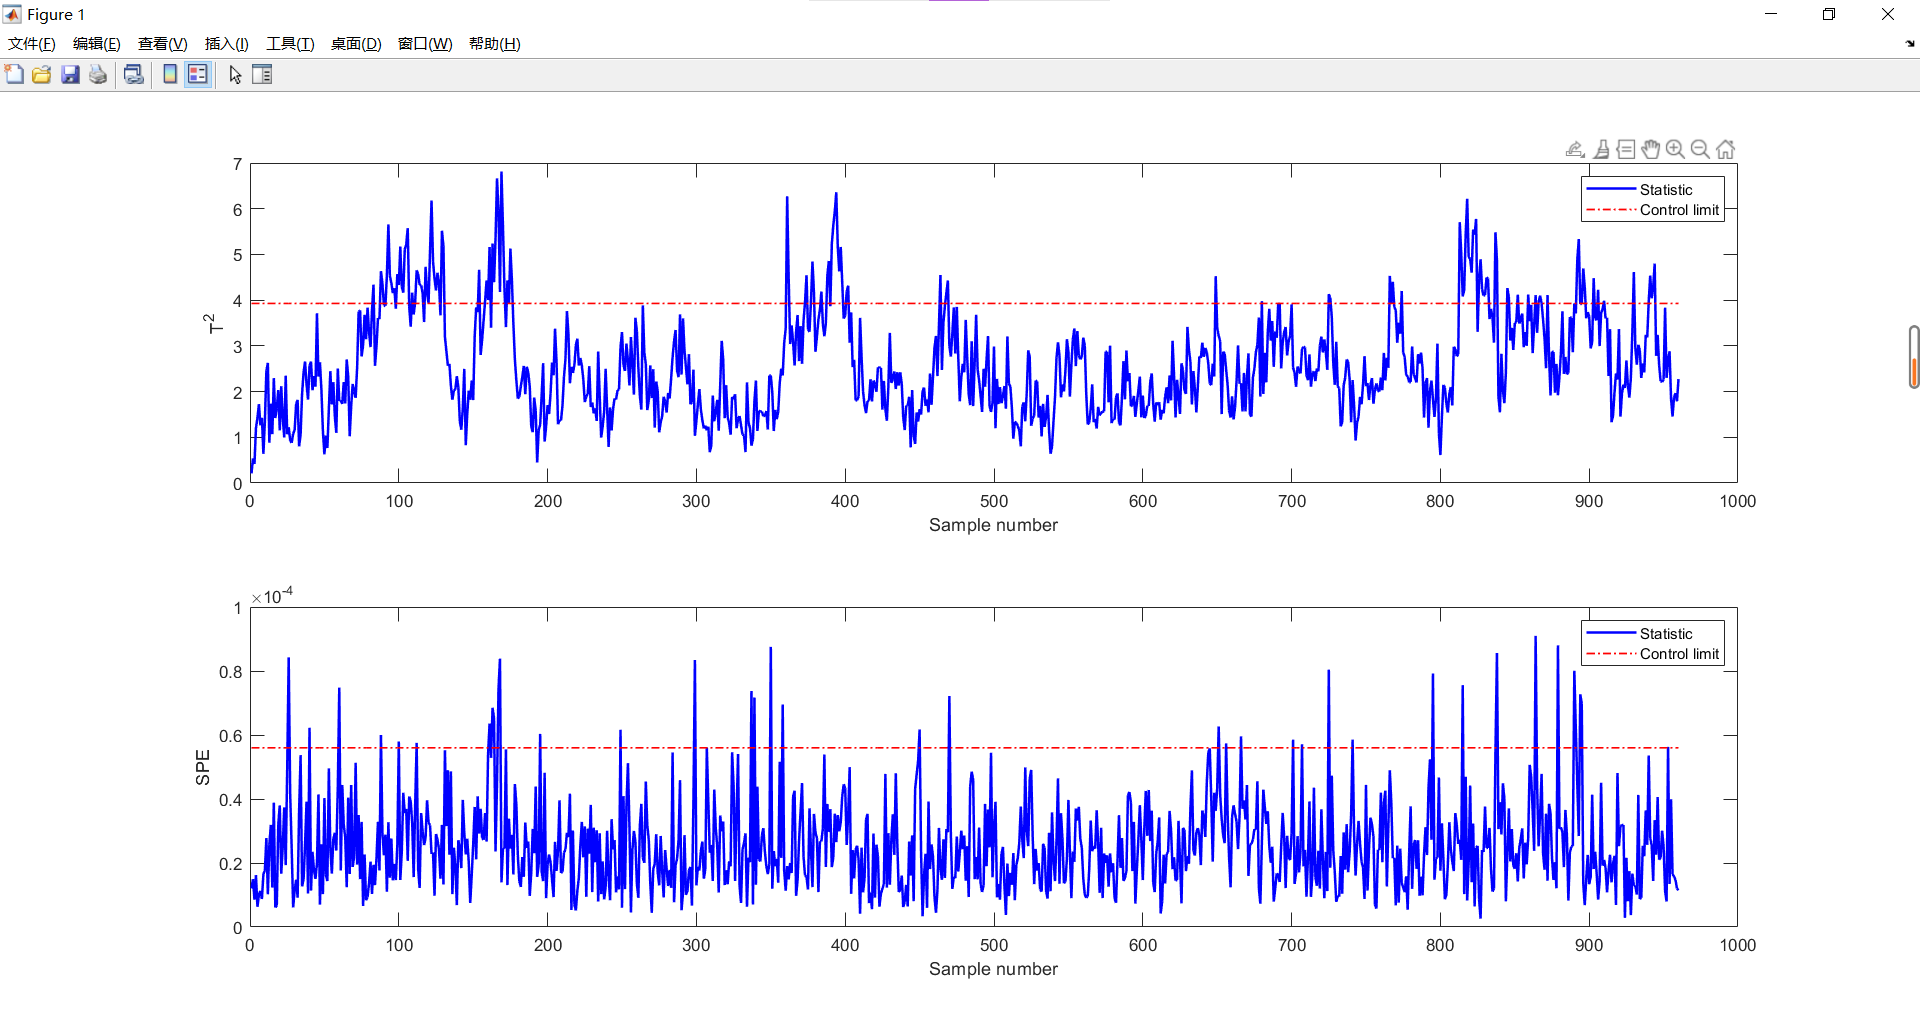 Figure 1
文件(F) 编辑(E) 查看(V) 插入(I) 工具(T) 桌面(D) 窗口(W) 帮助(H)
7
6
5
4
3
2
1
0
T2
Statistic
Control limit
0 100 200 300 400 500 600 700 800 900 1000
Sample number
×10-4
1
0.8
0.6
0.4
0.2
0
SPE
Statistic
Control limit
0 100 200 300 400 500 600 700 800 900 1000
Sample number